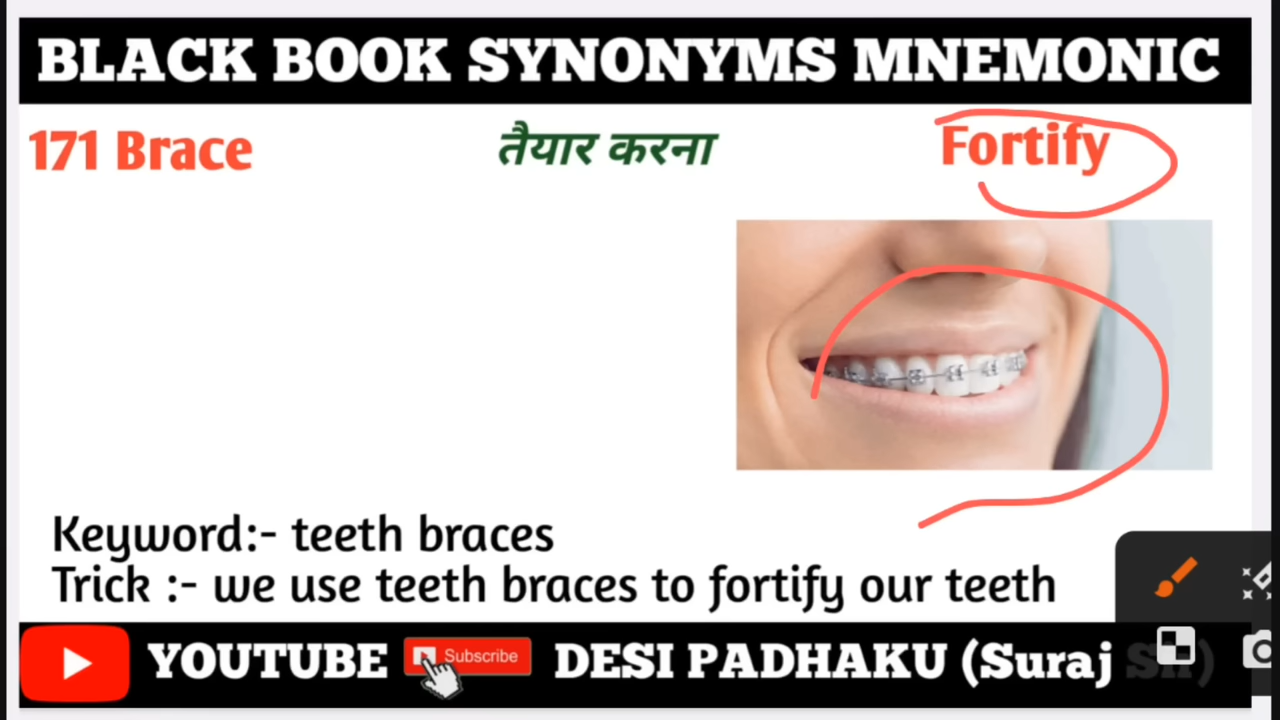 BLACK BOOK SYNONYMS MNEMONIC
171 Brace तैयार करना Fortify
Keyword:- teeth braces
Trick :- we use teeth braces to fortify our teeth
YOUTUBE Subscribe DESI PADHAKU (Suraj Sir)